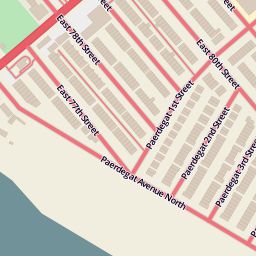 East 78th Street
East 80th Street
East 77th Street
Paerdegat 1st Street
Paerdegat 2nd Street
Paerdegat 3rd Street
Paerdegat Avenue North